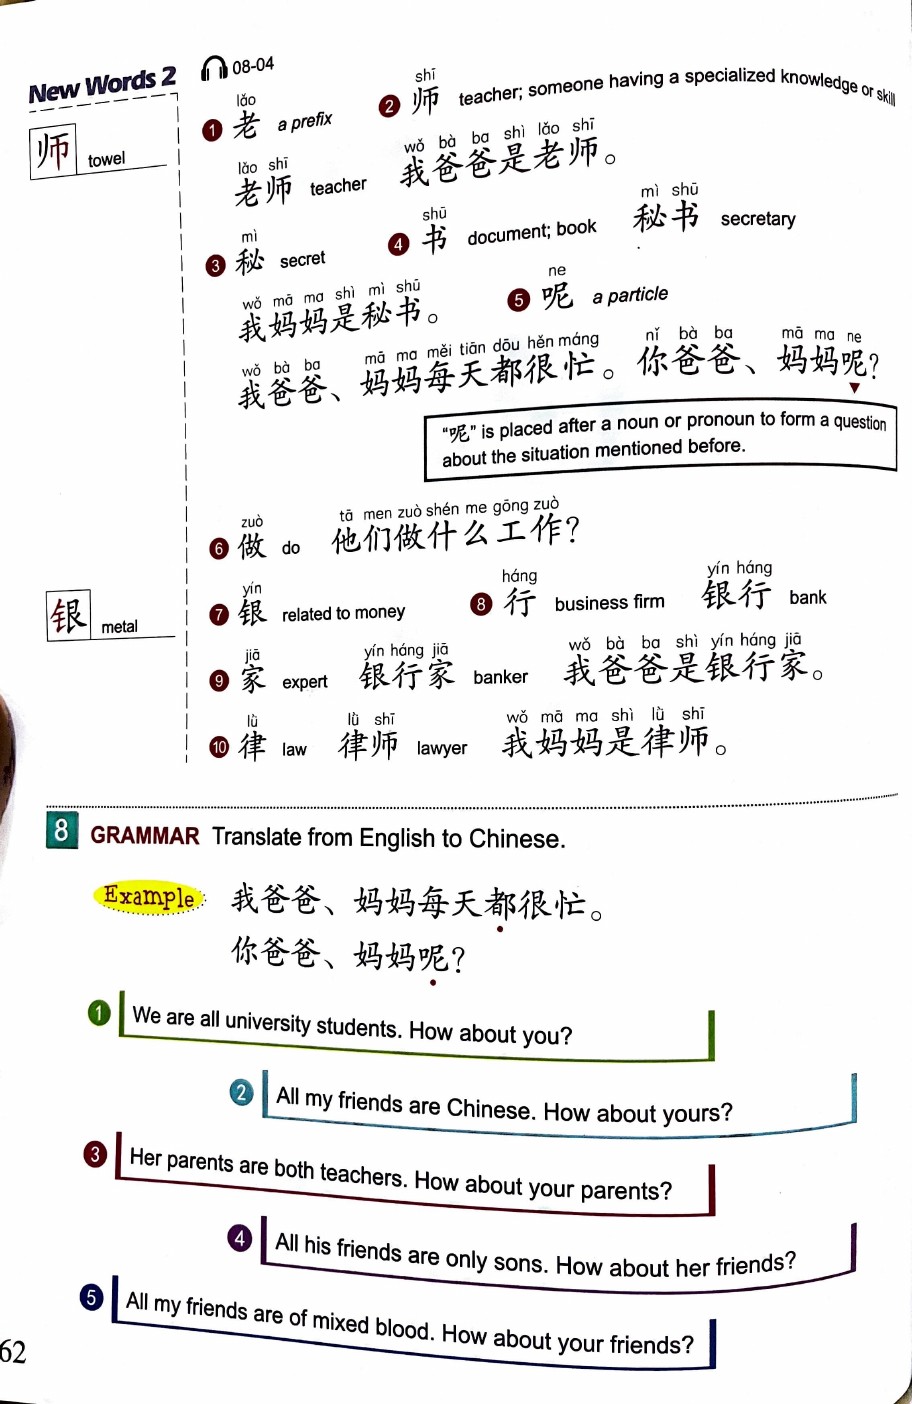 New Words 2 08-04
lǎo shī
1 老 a prefix 2 师 teacher; someone having a specialized knowledge or skill
师 towel
lǎo shī wǒ bà ba shì lǎo shī
老师 teacher 我爸爸是老师。
mì shū mì shū
3 秘 secret 4 书 document; book 秘书 secretary
wǒ mā ma shì mì shū ne
我妈妈是秘书。 5 呢 a particle
wǒ bà ba mā ma měi tiān dōu hěn máng nǐ bà ba mā ma ne
我爸爸、妈妈每天都很忙。你爸爸、妈妈呢?
“呢” is placed after a noun or pronoun to form a question
about the situation mentioned before.
zuò tā men zuò shén me gōng zuò
6 做 do 他们做什么工作?
yín háng yín háng
7 银 related to money 8 行 business firm 银行 bank
银 metal
jiā yín háng jiā wǒ bà ba shì yín háng jiā
9 家 expert 银行家 banker 我爸爸是银行家。
lǜ lǜ shī wǒ mā ma shì lǜ shī
10 律 law 律师 lawyer 我妈妈是律师。
8 GRAMMAR Translate from English to Chinese.
Example 我爸爸、妈妈每天都很忙。
你爸爸、妈妈呢?
1 We are all university students. How about you?
2 All my friends are Chinese. How about yours?
3 Her parents are both teachers. How about your parents?
4 All his friends are only sons. How about her friends?
5 All my friends are of mixed blood. How about your friends?
62